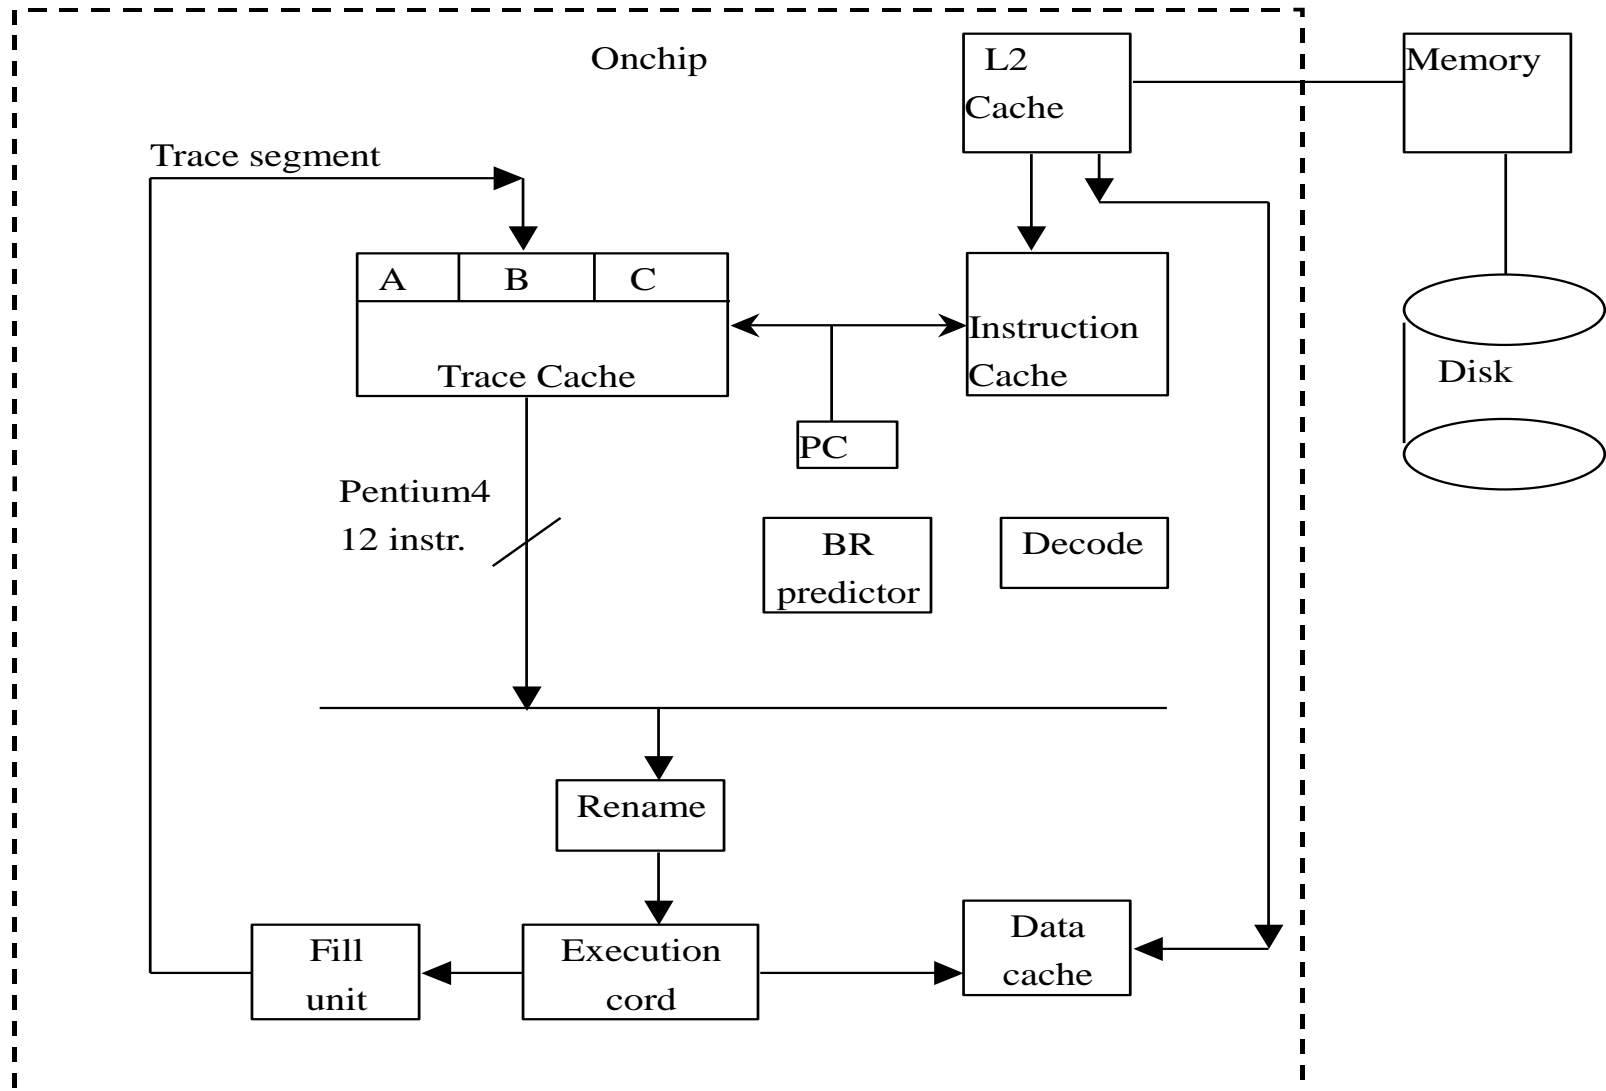 Onchip
L2
Cache
Memory
Trace segment
A
B
C
Trace Cache
Instruction
Cache
Disk
PC
Pentium4
12 instr.
BR
predictor
Decode
Rename
Fill
unit
Execution
cord
Data
cache